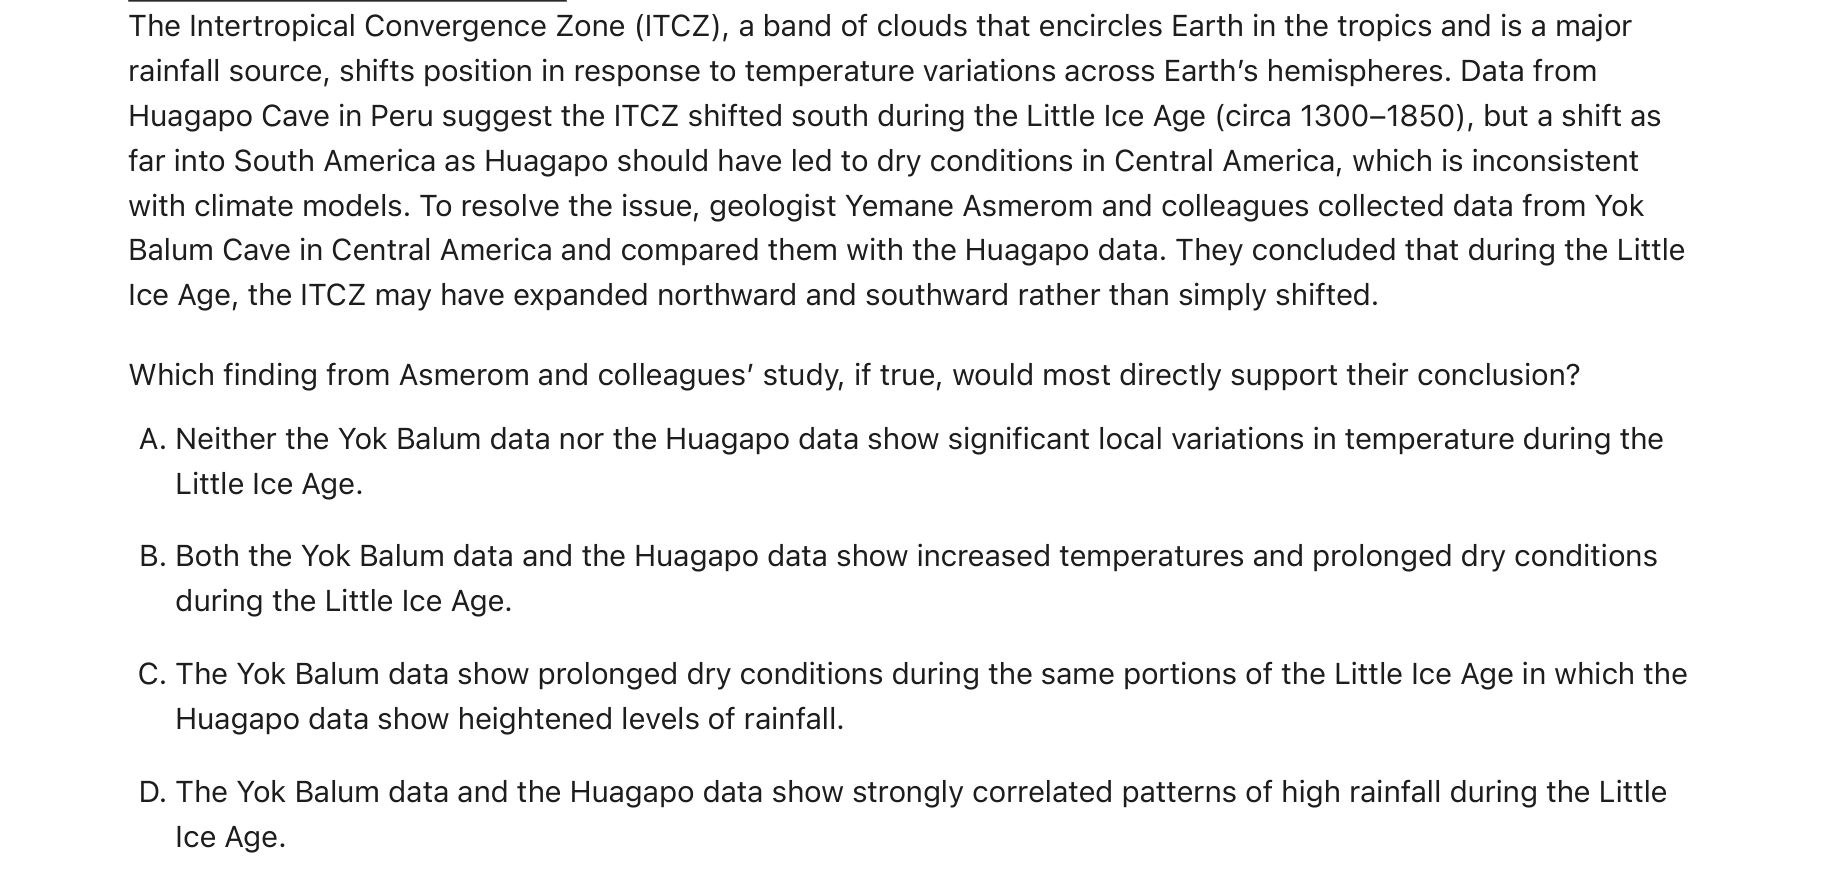 The Intertropical Convergence Zone (ITCZ), a band of clouds that encircles Earth in the tropics and is a major
rainfall source, shifts position in response to temperature variations across Earth’s hemispheres. Data from
Huagapo Cave in Peru suggest the ITCZ shifted south during the Little Ice Age (circa 1300–1850), but a shift as
far into South America as Huagapo should have led to dry conditions in Central America, which is inconsistent
with climate models. To resolve the issue, geologist Yemane Asmerom and colleagues collected data from Yok
Balum Cave in Central America and compared them with the Huagapo data. They concluded that during the Little
Ice Age, the ITCZ may have expanded northward and southward rather than simply shifted.
Which finding from Asmerom and colleagues’ study, if true, would most directly support their conclusion?
A. Neither the Yok Balum data nor the Huagapo data show significant local variations in temperature during the
Little Ice Age.
B. Both the Yok Balum data and the Huagapo data show increased temperatures and prolonged dry conditions
during the Little Ice Age.
C. The Yok Balum data show prolonged dry conditions during the same portions of the Little Ice Age in which the
Huagapo data show heightened levels of rainfall.
D. The Yok Balum data and the Huagapo data show strongly correlated patterns of high rainfall during the Little
Ice Age.